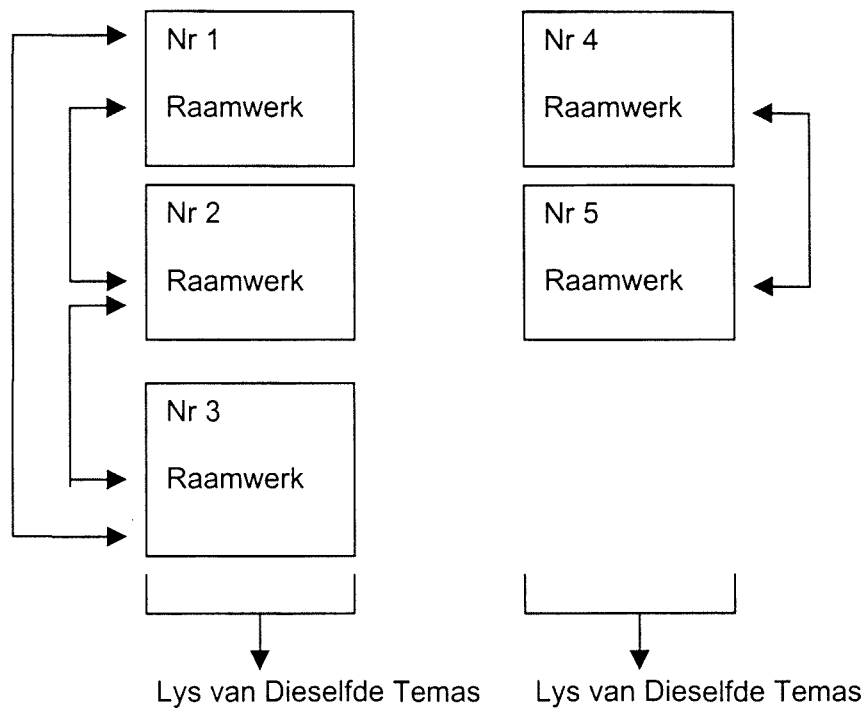 Nr 1
Raamwerk
Nr 2
Raamwerk
Nr 3
Raamwerk
Lys van Dieselfde Temas
Nr 4
Raamwerk
Nr 5
Raamwerk
Lys van Dieselfde Temas